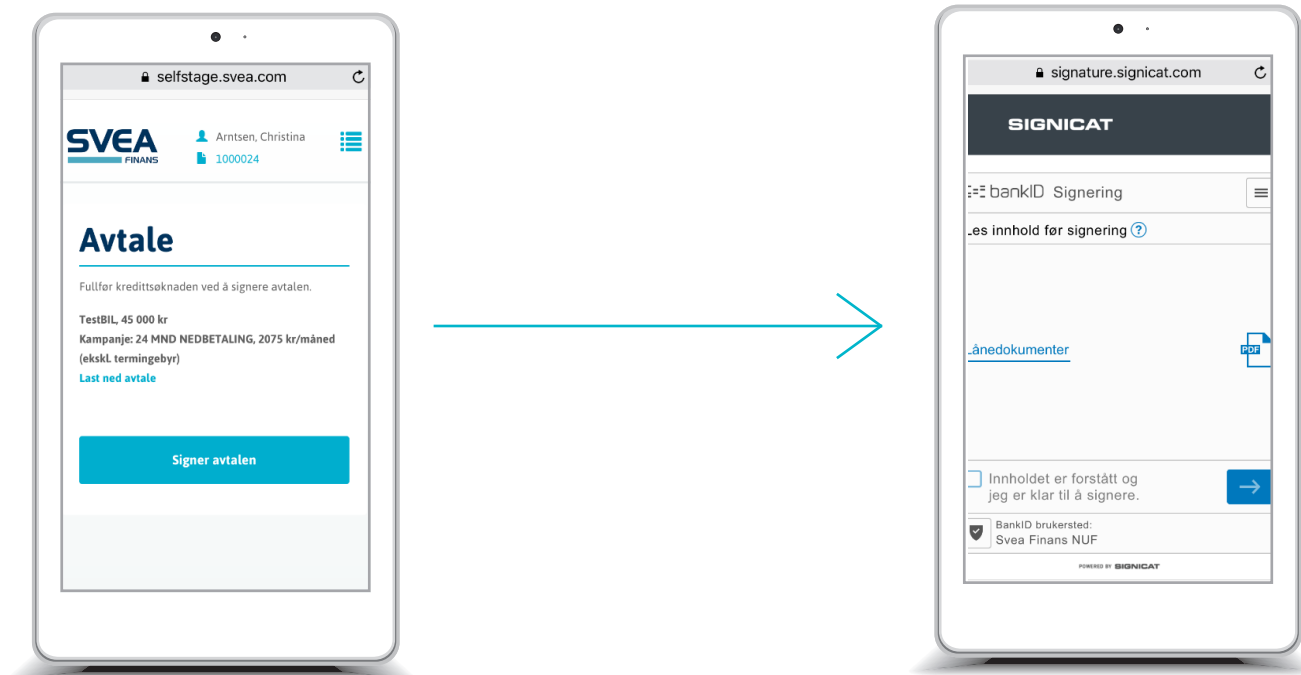 selfstage.svea.com
SVEA
FINANS
Arntsen, Christina
1000024
Avtale
Fullfør kredittsøknaden ved å signere avtalen.
TestBIL, 45 000 kr
Kampanje: 24 MND NEDBETALING, 2075 kr/måned
(ekskl. termingebyr)
Last ned avtale
Signer avtalen
signature.signicat.com
SIGNICAT
bankID Signering
Les innhold før signering ?
Lånedokumenter
PDF
Innholdet er forstått og
jeg er klar til å signere.
BankID brukersted:
Svea Finans NUF
POWERED BY SIGNICAT